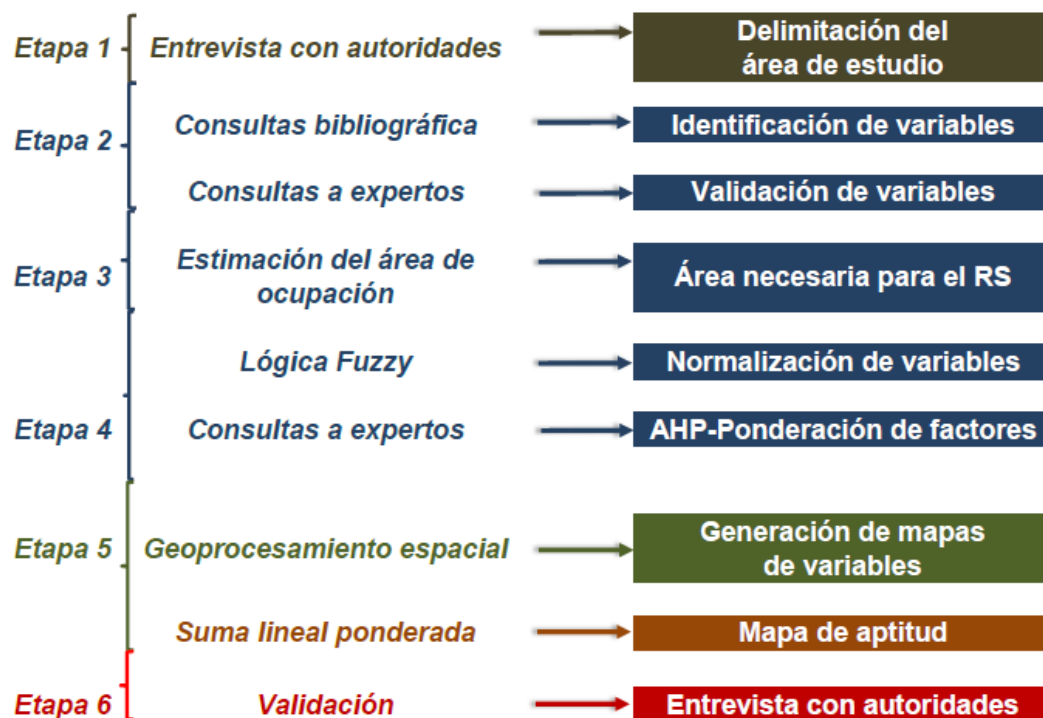 Etapa 1
Entrevista con autoridades
Delimitación del
área de estudio
Etapa 2
Consultas bibliográfica
Identificación de variables
Consultas a expertos
Validación de variables
Etapa 3
Estimación del área de
ocupación
Área necesaria para el RS
Lógica Fuzzy
Normalización de variables
Etapa 4
Consultas a expertos
AHP-Ponderación de factores
Etapa 5
Geoprocesamiento espacial
Generación de mapas
de variables
Suma lineal ponderada
Mapa de aptitud
Etapa 6
Validación
Entrevista con autoridades